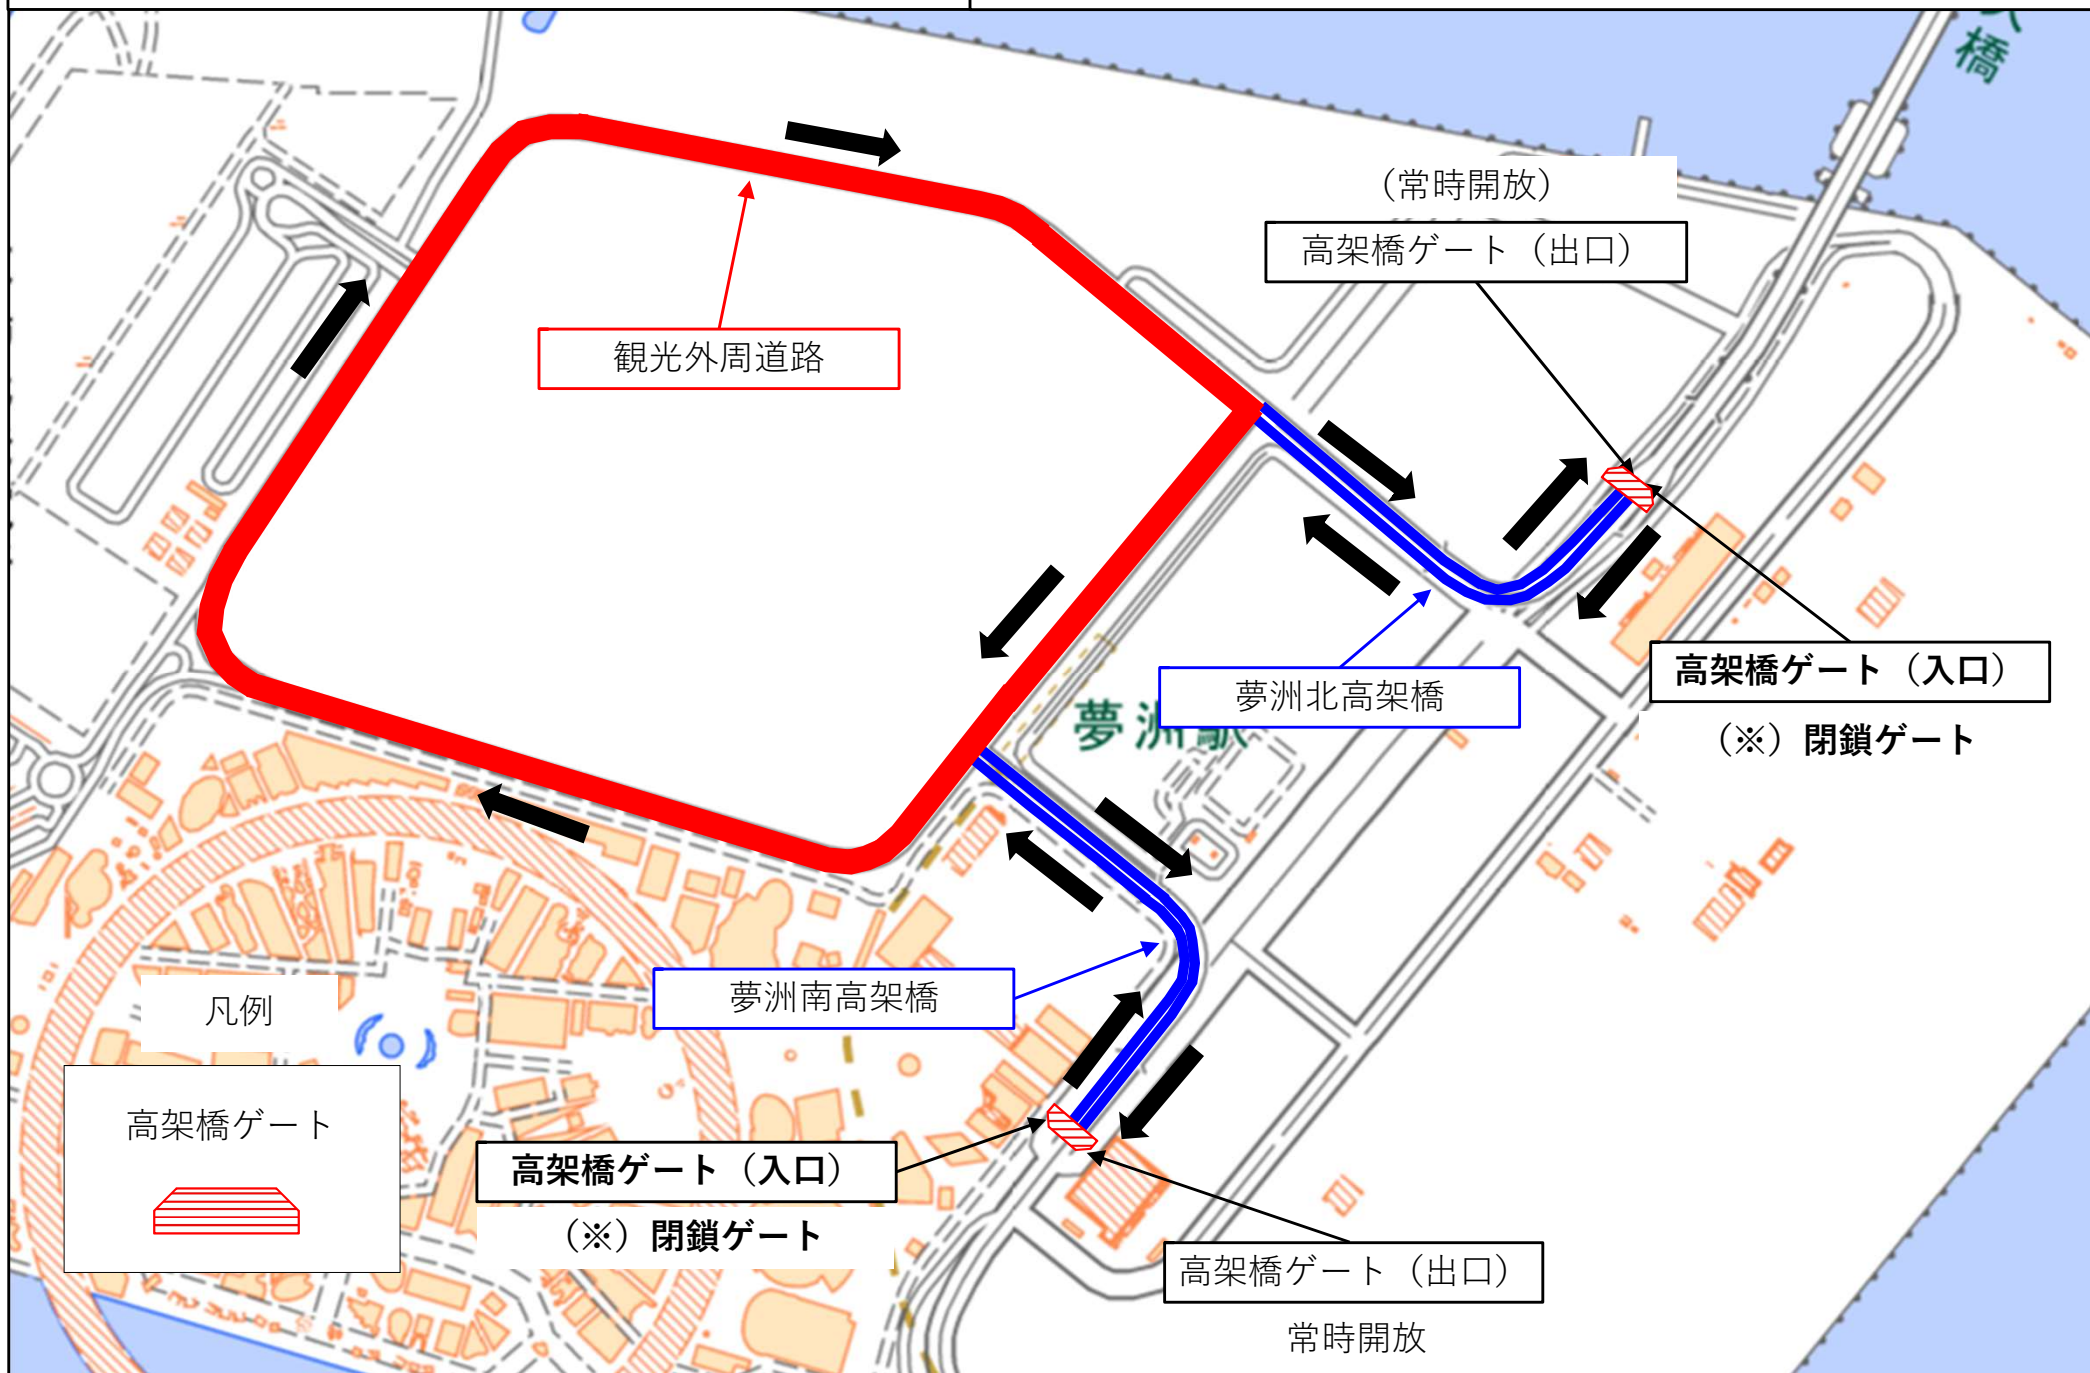 橋
（常時開放）
高架橋ゲート（出口）
観光外周道路
高架橋ゲート（入口）
（※）閉鎖ゲート
夢洲北高架橋
夢洲駅
夢洲南高架橋
凡例
高架橋ゲート
高架橋ゲート（入口）
（※）閉鎖ゲート
高架橋ゲート（出口）
常時開放